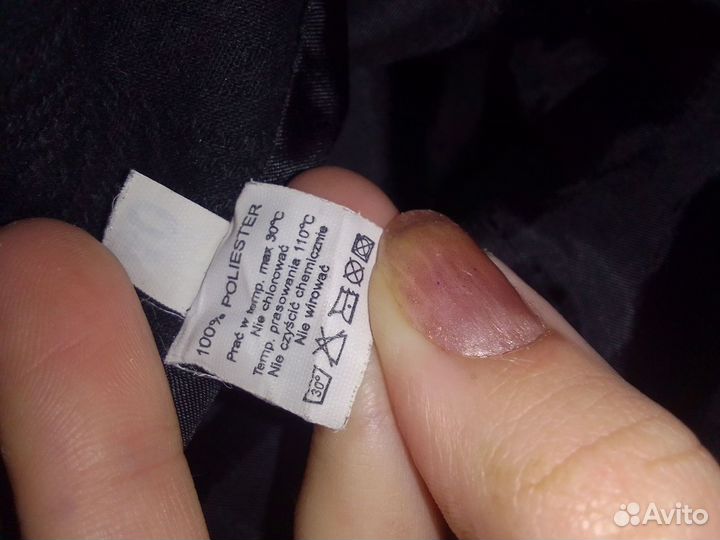 100% POLIESTER
Prać w temp. max 30°C
Nie chlorować
Temp. prasowania 110°C
Nie czyścić chemicznie
Nie wirować
30°
Avito